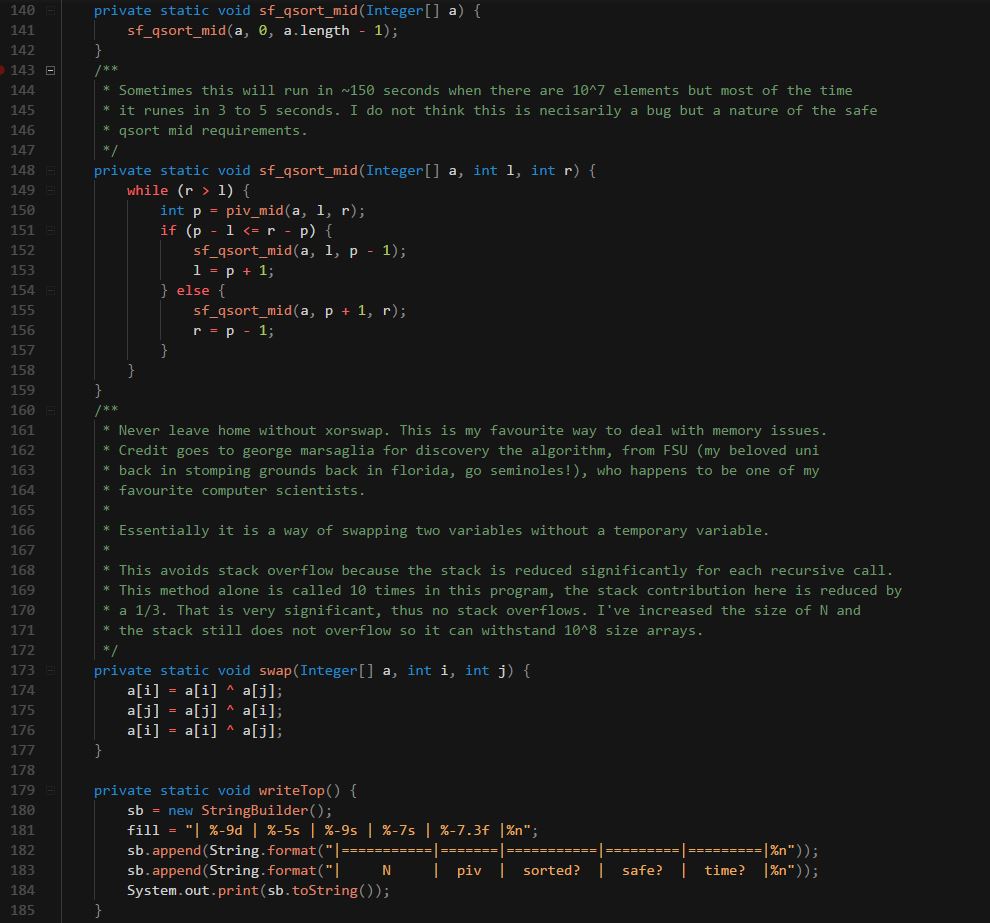 140 private static void sf_qsort_mid(Integer[] a) {
141 sf_qsort_mid(a, 0, a.length - 1);
142 }
143 /**
144 * Sometimes this will run in ~150 seconds when there are 10^7 elements but most of the time
145 * it runes in 3 to 5 seconds. I do not think this is necisarily a bug but a nature of the safe
146 * qsort mid requirements.
147 */
148 private static void sf_qsort_mid(Integer[] a, int l, int r) {
149 while (r > l) {
150 int p = piv_mid(a, l, r);
151 if (p - l <= r - p) {
152 sf_qsort_mid(a, l, p - 1);
153 l = p + 1;
154 } else {
155 sf_qsort_mid(a, p + 1, r);
156 r = p - 1;
157 }
158 }
159 }
160 /**
161 * Never leave home without xorswap. This is my favourite way to deal with memory issues.
162 * Credit goes to george marsaglia for discovery the algorithm, from FSU (my beloved uni
163 * back in stomping grounds back in florida, go seminoles!), who happens to be one of my
164 * favourite computer scientists.
165 *
166 * Essentially it is a way of swapping two variables without a temporary variable.
167 *
168 * This avoids stack overflow because the stack is reduced significantly for each recursive call.
169 * This method alone is called 10 times in this program, the stack contribution here is reduced by
170 * a 1/3. That is very significant, thus no stack overflows. I've increased the size of N and
171 * the stack still does not overflow so it can withstand 10^8 size arrays.
172 */
173 private static void swap(Integer[] a, int i, int j) {
174 a[i] = a[i] ^ a[j];
175 a[j] = a[j] ^ a[i];
176 a[i] = a[i] ^ a[j];
177 }
178
179 private static void writeTop() {
180 sb = new StringBuilder();
181 fill = "| %-9d | %-5s | %-9s | %-7s | %-7.3f |%n";
182 sb.append(String.format("|===========|=======|===========|=========|=========|%n"));
183 sb.append(String.format("|     N     |  piv  |  sorted?  |  safe?  |  time?  |%n"));
184 System.out.print(sb.toString());
185 }